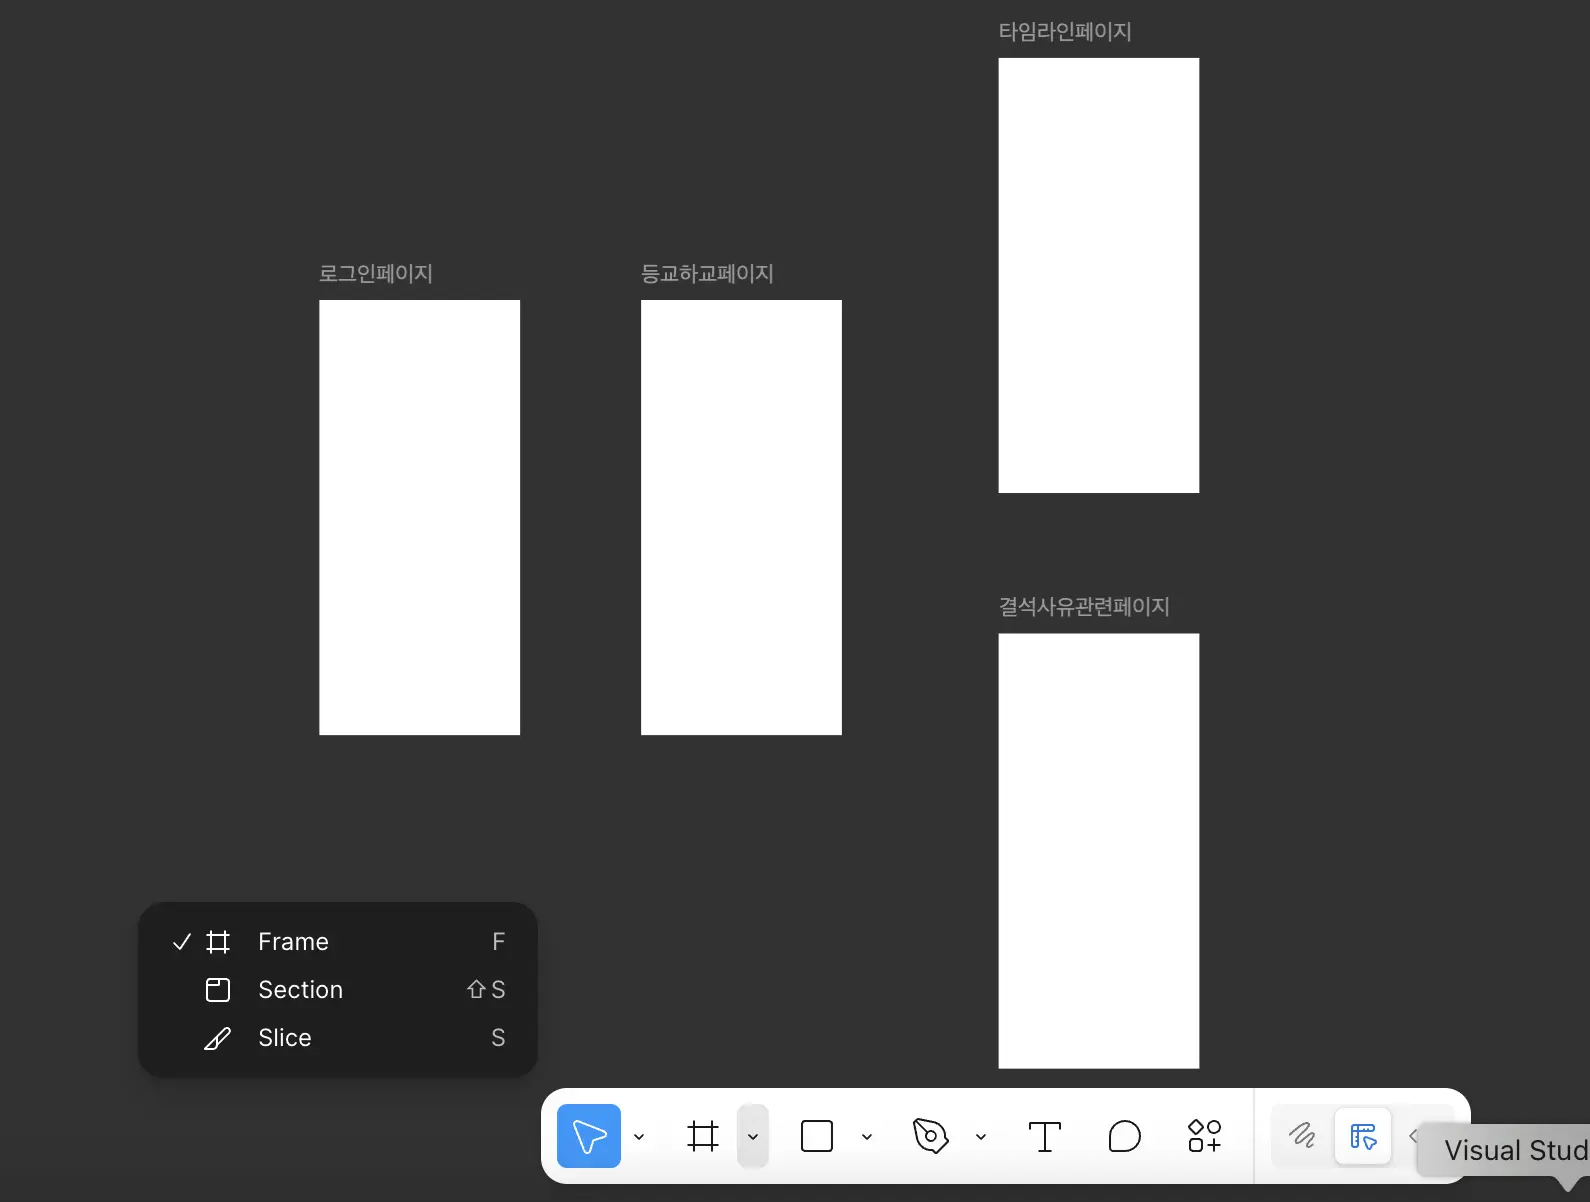 타임라인페이지
로그인페이지
등교하교페이지
결석사유관련페이지
Frame F
Section ⇧ S
Slice S
Visual Stud